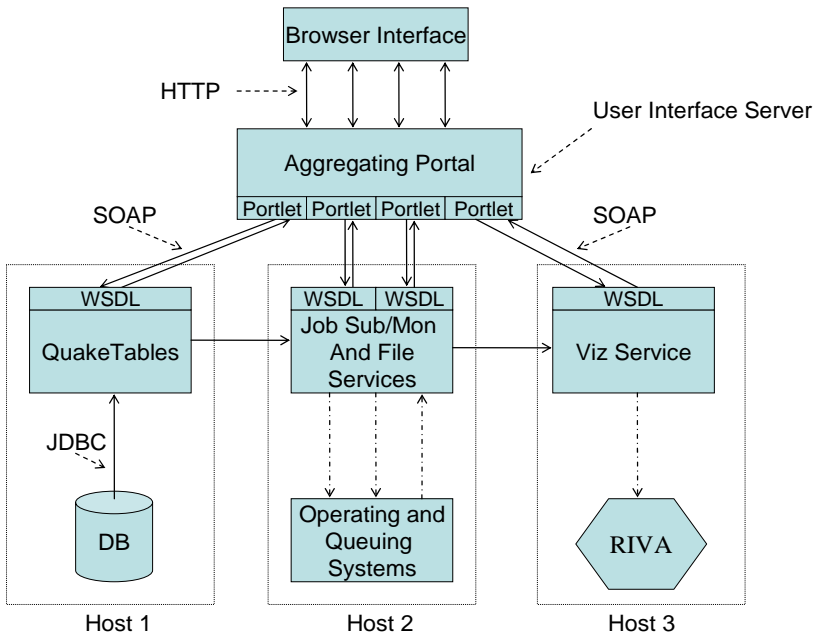 Browser Interface
HTTP
User Interface Server
Aggregating Portal
Portlet Portlet Portlet Portlet
SOAP
SOAP
WSDL
QuakeTables
WSDL WSDL
Job Sub/Mon
And File
Services
WSDL
Viz Service
JDBC
DB
Operating and
Queuing
Systems
RIVA
Host 1
Host 2
Host 3